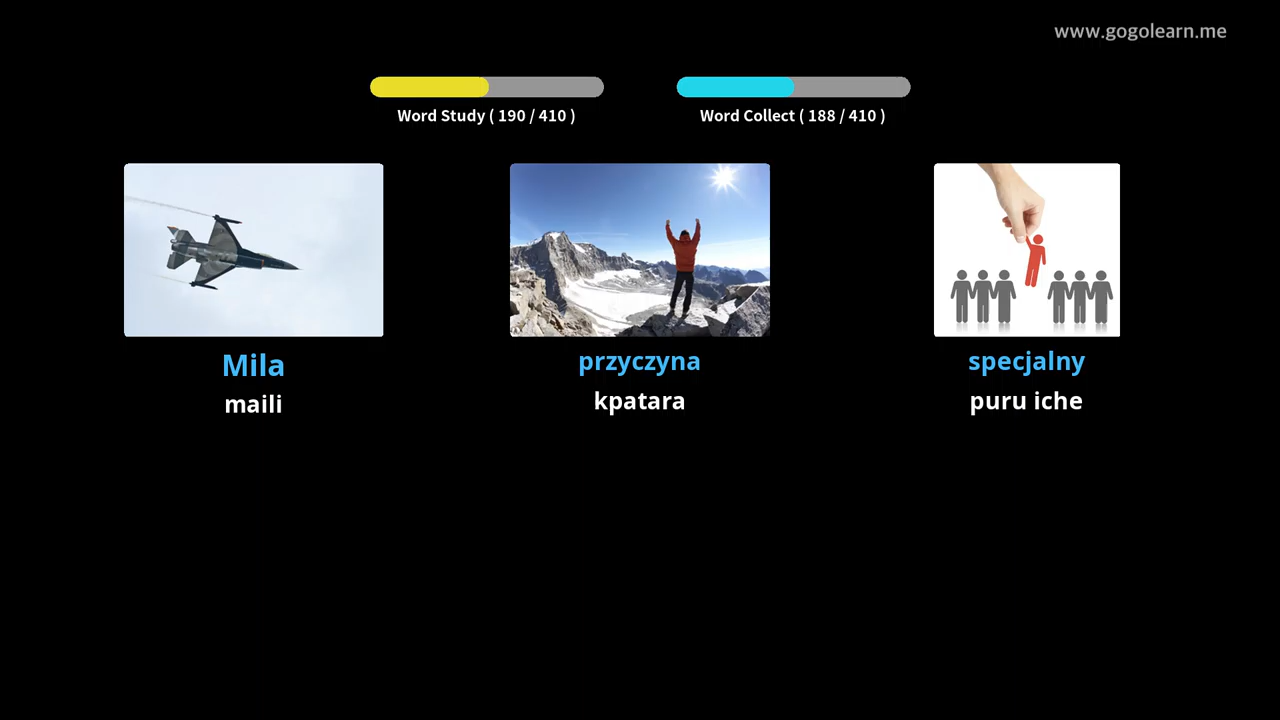 www.gogolearn.me
Word Study ( 190 / 410 )
Word Collect ( 188 / 410 )
Mila
przyczyna
specjalny
maili
kpatara
puru iche